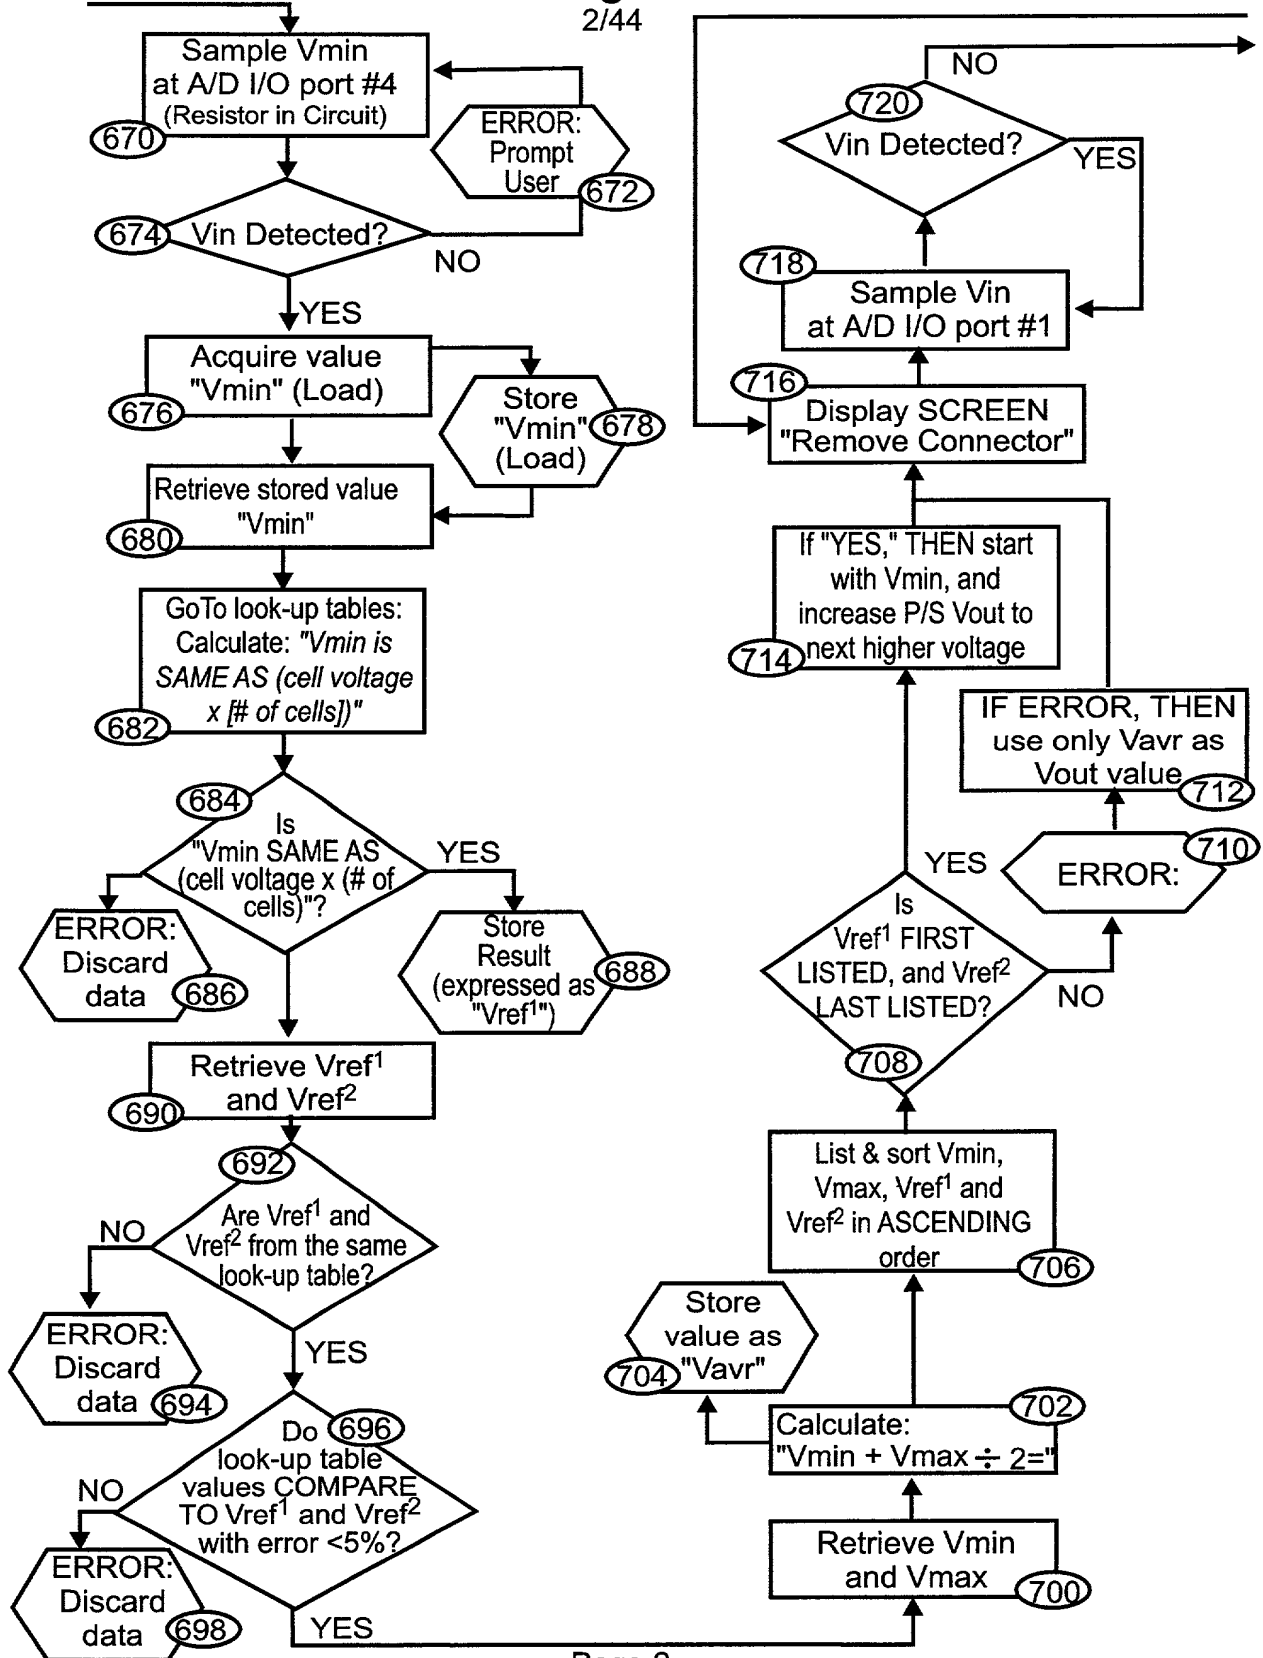 2/44
Sample Vmin
at A/D I/O port #4
(Resistor in Circuit)
670
ERROR:
Prompt
User
672
674
Vin Detected?
NO
YES
Acquire value
"Vmin" (Load)
676
Store
"Vmin"
(Load)
678
Retrieve stored value
"Vmin"
680
GoTo look-up tables:
Calculate: "Vmin is
SAME AS (cell voltage
x [# of cells])"
682
684
Is
"Vmin SAME AS
(cell voltage x (# of
cells)"?
YES
ERROR:
Discard
data
686
Store
Result
(expressed as
"Vref¹")
688
Retrieve Vref¹
and Vref²
690
692
Are Vref¹ and
Vref² from the same
look-up table?
NO
ERROR:
Discard
data
694
YES
Do
696
look-up table
values COMPARE
TO Vref¹ and Vref²
with error <5%?
NO
ERROR:
Discard
data
698
YES
Retrieve Vmin
and Vmax
700
702
Calculate:
"Vmin + Vmax ÷ 2="
Store
value as
"Vavr"
704
List & sort Vmin,
Vmax, Vref¹ and
Vref² in ASCENDING
order
706
Is
Vref¹ FIRST
LISTED, and Vref²
LAST LISTED?
708
YES
NO
710
ERROR:
IF ERROR, THEN
use only Vavr as
Vout value
712
If "YES," THEN start
with Vmin, and
increase P/S Vout to
next higher voltage
714
716
Display SCREEN
"Remove Connector"
718
Sample Vin
at A/D I/O port #1
720
Vin Detected?
YES
NO